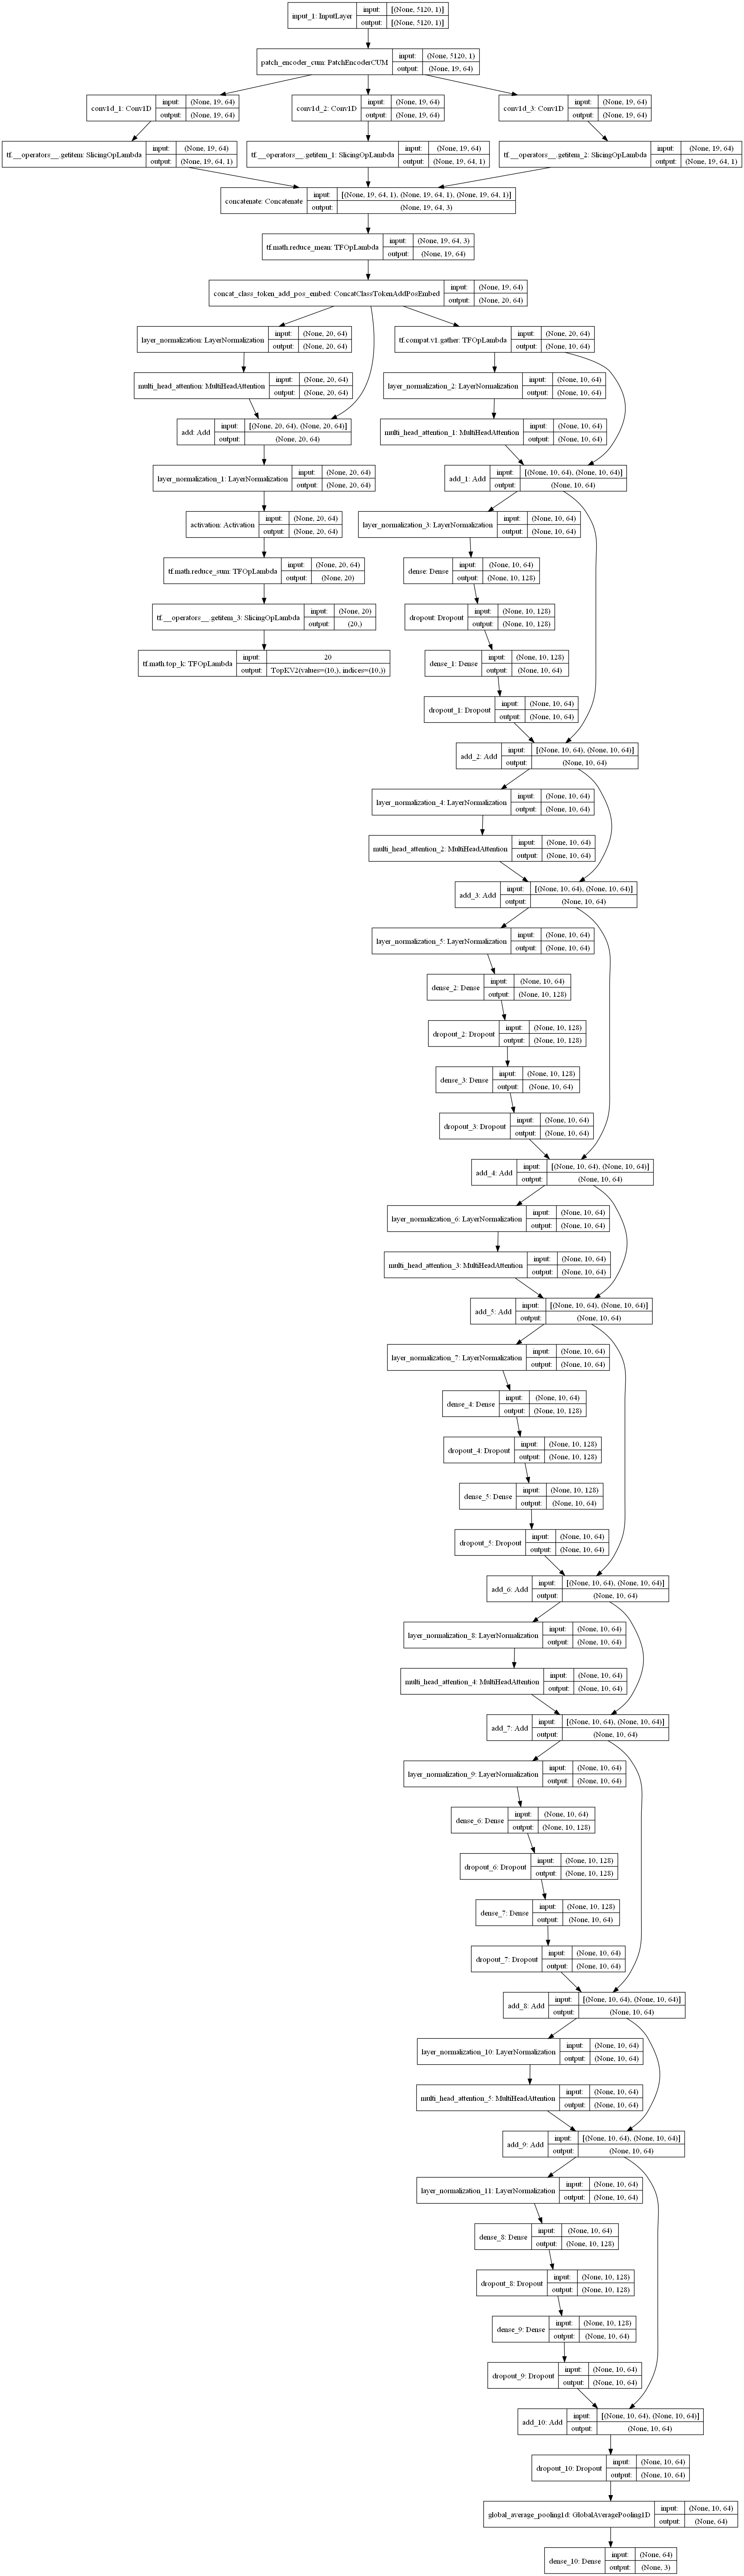 input_1: InputLayer
input: [(None, 5120, 1)]
output: [(None, 5120, 1)]
patch_encoder_cum: PatchEncoderCUM
input: (None, 5120, 1)
output: (None, 19, 64)
conv1d_1: Conv1D
input: (None, 19, 64)
output: (None, 19, 64)
conv1d_2: Conv1D
input: (None, 19, 64)
output: (None, 19, 64)
conv1d_3: Conv1D
input: (None, 19, 64)
output: (None, 19, 64)
tf.__operators__.getitem: SlicingOpLambda
input: (None, 19, 64)
output: (None, 19, 64, 1)
tf.__operators__.getitem_1: SlicingOpLambda
input: (None, 19, 64)
output: (None, 19, 64, 1)
tf.__operators__.getitem_2: SlicingOpLambda
input: (None, 19, 64)
output: (None, 19, 64, 1)
concatenate: Concatenate
input: [(None, 19, 64, 1), (None, 19, 64, 1), (None, 19, 64, 1)]
output: (None, 19, 64, 3)
tf.math.reduce_mean: TFOpLambda
input: (None, 19, 64, 3)
output: (None, 19, 64)
concat_class_token_add_pos_embed: ConcatClassTokenAddPosEmbed
input: (None, 19, 64)
output: (None, 20, 64)
layer_normalization: LayerNormalization
input: (None, 20, 64)
output: (None, 20, 64)
tf.compat.v1.gather: TFOpLambda
input: (None, 20, 64)
output: (None, 10, 64)
multi_head_attention: MultiHeadAttention
input: (None, 20, 64)
output: (None, 20, 64)
layer_normalization_2: LayerNormalization
input: (None, 10, 64)
output: (None, 10, 64)
add: Add
input: [(None, 20, 64), (None, 20, 64)]
output: (None, 20, 64)
multi_head_attention_1: MultiHeadAttention
input: (None, 10, 64)
output: (None, 10, 64)
layer_normalization_1: LayerNormalization
input: (None, 20, 64)
output: (None, 20, 64)
add_1: Add
input: [(None, 10, 64), (None, 10, 64)]
output: (None, 10, 64)
activation: Activation
input: (None, 20, 64)
output: (None, 20, 64)
layer_normalization_3: LayerNormalization
input: (None, 10, 64)
output: (None, 10, 64)
tf.math.reduce_sum: TFOpLambda
input: (None, 20, 64)
output: (None, 20)
dense: Dense
input: (None, 10, 64)
output: (None, 10, 128)
tf.__operators__.getitem_3: SlicingOpLambda
input: (None, 20)
output: (20,)
dropout: Dropout
input: (None, 10, 128)
output: (None, 10, 128)
tf.math.top_k: TFOpLambda
input: 20
output: TopKV2(values=(10,), indices=(10,))
dense_1: Dense
input: (None, 10, 128)
output: (None, 10, 64)
dropout_1: Dropout
input: (None, 10, 64)
output: (None, 10, 64)
add_2: Add
input: [(None, 10, 64), (None, 10, 64)]
output: (None, 10, 64)
layer_normalization_4: LayerNormalization
input: (None, 10, 64)
output: (None, 10, 64)
multi_head_attention_2: MultiHeadAttention
input: (None, 10, 64)
output: (None, 10, 64)
add_3: Add
input: [(None, 10, 64), (None, 10, 64)]
output: (None, 10, 64)
layer_normalization_5: LayerNormalization
input: (None, 10, 64)
output: (None, 10, 64)
dense_2: Dense
input: (None, 10, 64)
output: (None, 10, 128)
dropout_2: Dropout
input: (None, 10, 128)
output: (None, 10, 128)
dense_3: Dense
input: (None, 10, 128)
output: (None, 10, 64)
dropout_3: Dropout
input: (None, 10, 64)
output: (None, 10, 64)
add_4: Add
input: [(None, 10, 64), (None, 10, 64)]
output: (None, 10, 64)
layer_normalization_6: LayerNormalization
input: (None, 10, 64)
output: (None, 10, 64)
multi_head_attention_3: MultiHeadAttention
input: (None, 10, 64)
output: (None, 10, 64)
add_5: Add
input: [(None, 10, 64), (None, 10, 64)]
output: (None, 10, 64)
layer_normalization_7: LayerNormalization
input: (None, 10, 64)
output: (None, 10, 64)
dense_4: Dense
input: (None, 10, 64)
output: (None, 10, 128)
dropout_4: Dropout
input: (None, 10, 128)
output: (None, 10, 128)
dense_5: Dense
input: (None, 10, 128)
output: (None, 10, 64)
dropout_5: Dropout
input: (None, 10, 64)
output: (None, 10, 64)
add_6: Add
input: [(None, 10, 64), (None, 10, 64)]
output: (None, 10, 64)
layer_normalization_8: LayerNormalization
input: (None, 10, 64)
output: (None, 10, 64)
multi_head_attention_4: MultiHeadAttention
input: (None, 10, 64)
output: (None, 10, 64)
add_7: Add
input: [(None, 10, 64), (None, 10, 64)]
output: (None, 10, 64)
layer_normalization_9: LayerNormalization
input: (None, 10, 64)
output: (None, 10, 64)
dense_6: Dense
input: (None, 10, 64)
output: (None, 10, 128)
dropout_6: Dropout
input: (None, 10, 128)
output: (None, 10, 128)
dense_7: Dense
input: (None, 10, 128)
output: (None, 10, 64)
dropout_7: Dropout
input: (None, 10, 64)
output: (None, 10, 64)
add_8: Add
input: [(None, 10, 64), (None, 10, 64)]
output: (None, 10, 64)
layer_normalization_10: LayerNormalization
input: (None, 10, 64)
output: (None, 10, 64)
multi_head_attention_5: MultiHeadAttention
input: (None, 10, 64)
output: (None, 10, 64)
add_9: Add
input: [(None, 10, 64), (None, 10, 64)]
output: (None, 10, 64)
layer_normalization_11: LayerNormalization
input: (None, 10, 64)
output: (None, 10, 64)
dense_8: Dense
input: (None, 10, 64)
output: (None, 10, 128)
dropout_8: Dropout
input: (None, 10, 128)
output: (None, 10, 128)
dense_9: Dense
input: (None, 10, 128)
output: (None, 10, 64)
dropout_9: Dropout
input: (None, 10, 64)
output: (None, 10, 64)
add_10: Add
input: [(None, 10, 64), (None, 10, 64)]
output: (None, 10, 64)
dropout_10: Dropout
input: (None, 10, 64)
output: (None, 10, 64)
global_average_pooling1d: GlobalAveragePooling1D
input: (None, 10, 64)
output: (None, 64)
dense_10: Dense
input: (None, 64)
output: (None, 3)